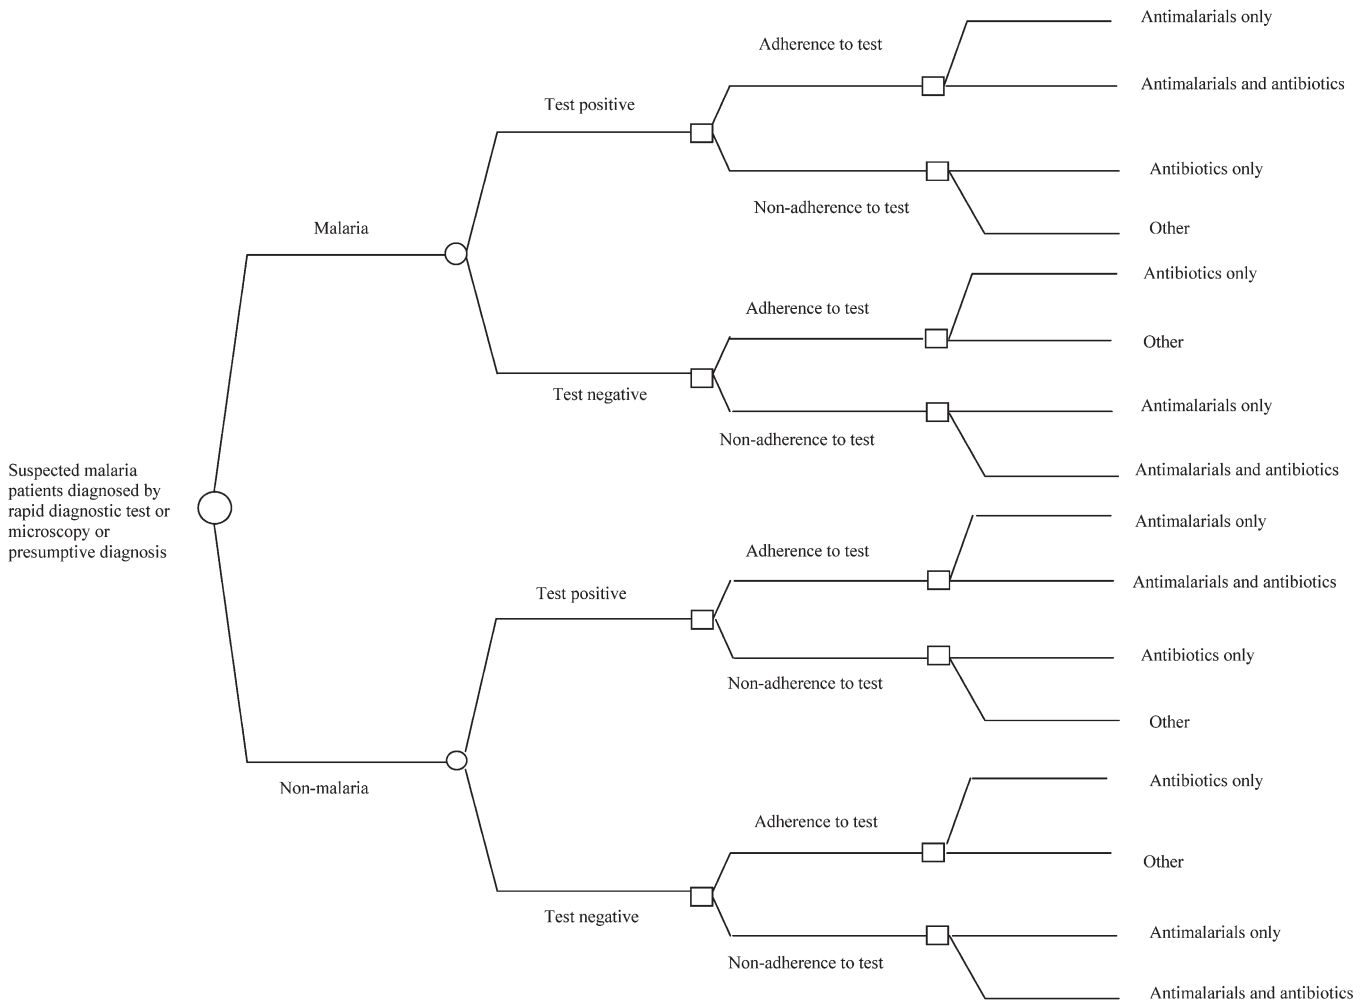 Antimalarials only
Adherence to test
Antimalarials and antibiotics
Test positive
Antibiotics only
Non-adherence to test
Malaria
Other
Antibiotics only
Adherence to test
Other
Test negative
Antimalarials only
Non-adherence to test
Antimalarials and antibiotics
Suspected malaria
patients diagnosed by
rapid diagnostic test or
microscopy or
presumptive diagnosis
Antimalarials only
Adherence to test
Antimalarials and antibiotics
Test positive
Antibiotics only
Non-adherence to test
Other
Non-malaria
Antibiotics only
Adherence to test
Other
Test negative
Antimalarials only
Non-adherence to test
Antimalarials and antibiotics